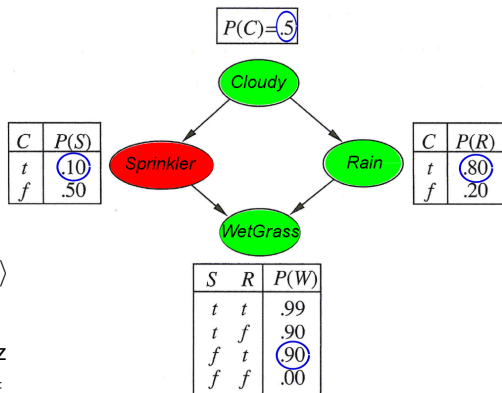 P(C)=.5
Cloudy
C P(S)
t .10
f .50
Sprinkler
Rain
C P(R)
t .80
f .20
WetGrass
S R P(W)
t t .99
t f .90
f t .90
f f .00
⟩
z